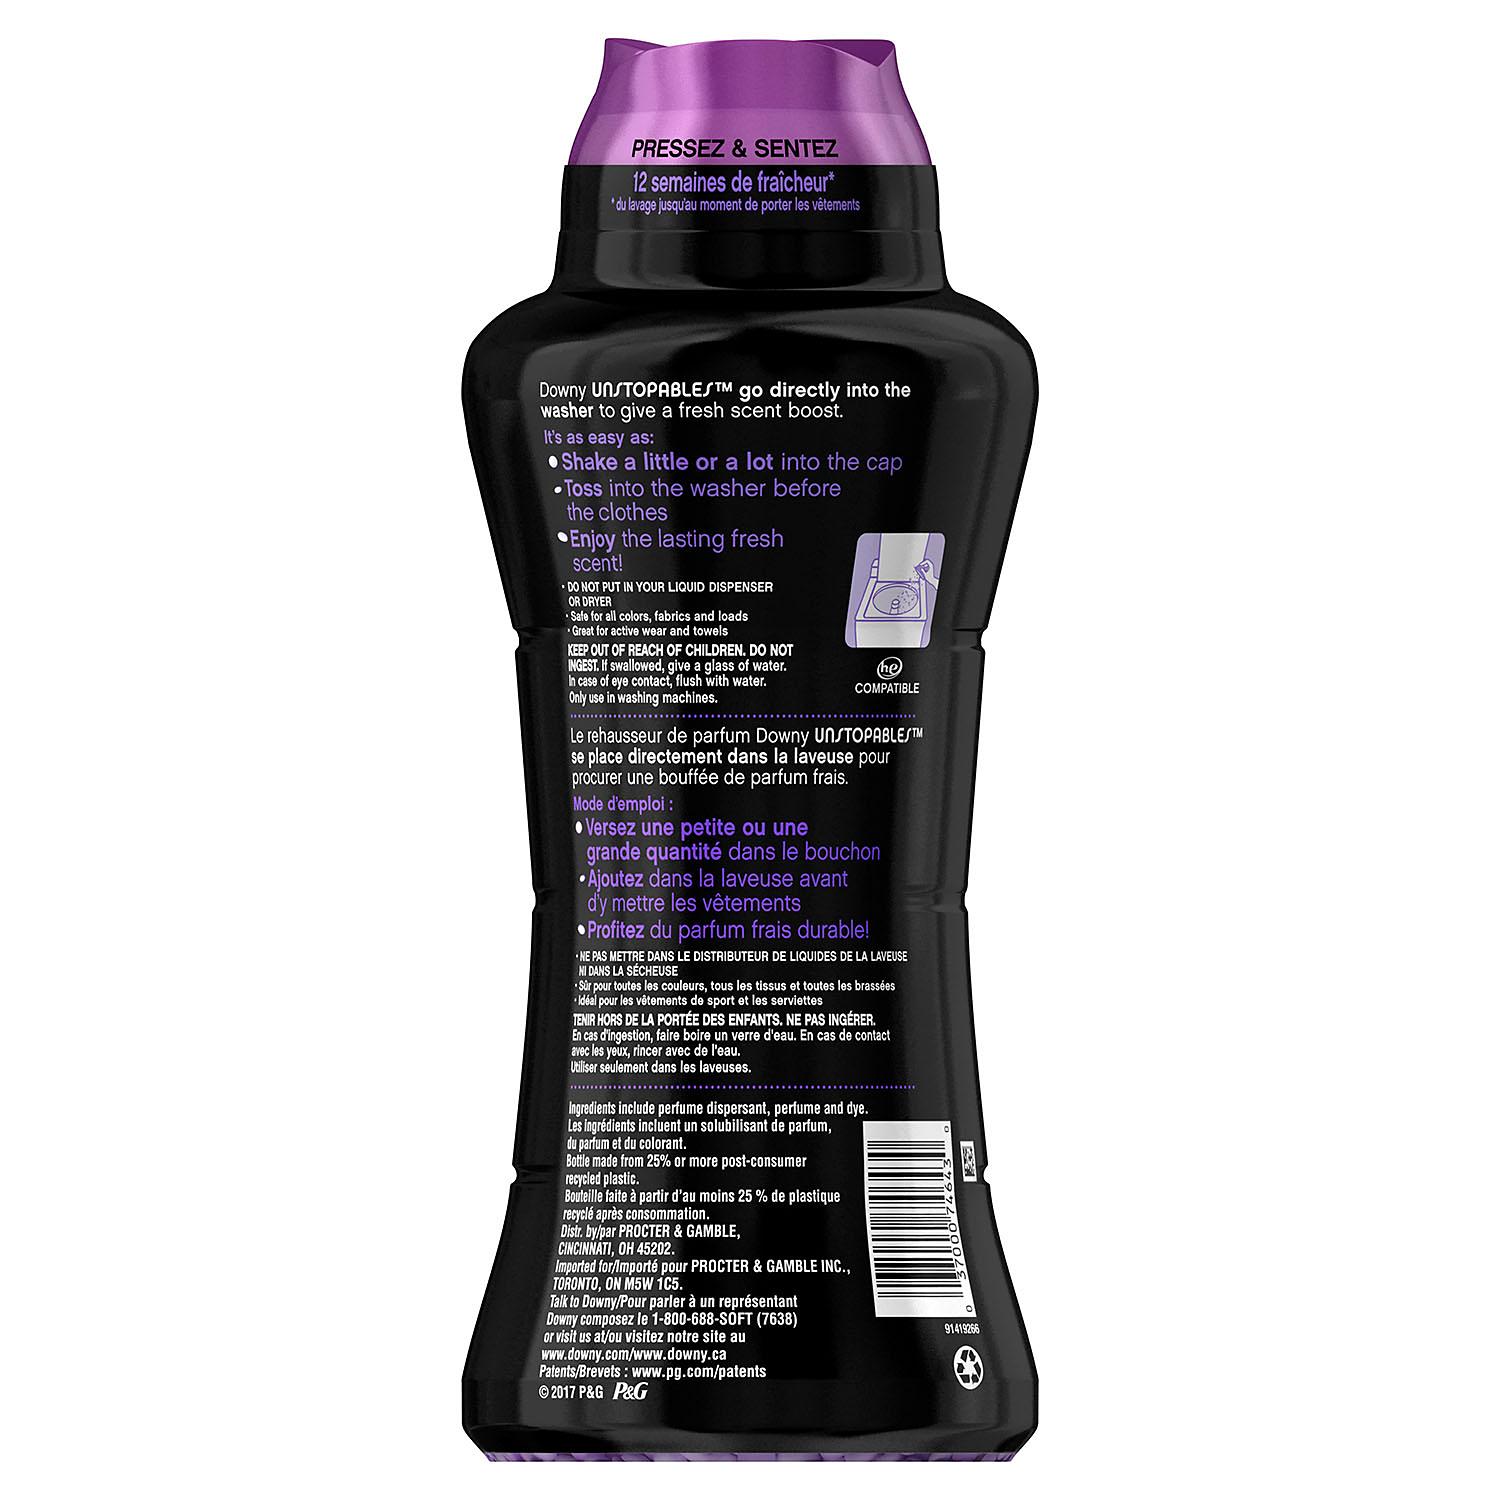 PRESSEZ & SENTEZ
12 semaines de fraîcheur*
* du lavage jusqu'au moment de porter les vêtements
Downy UNSTOPABLES™ go directly into the
washer to give a fresh scent boost.
It's as easy as:
• Shake a little or a lot into the cap
• Toss into the washer before
the clothes
• Enjoy the lasting fresh
scent!
• DO NOT PUT IN YOUR LIQUID DISPENSER
OR DRYER
• Safe for all colors, fabrics and loads
• Great for active wear and towels
KEEP OUT OF REACH OF CHILDREN. DO NOT
INGEST. If swallowed, give a glass of water.
In case of eye contact, flush with water.
Only use in washing machines.
he
COMPATIBLE
Le rehausseur de parfum Downy UNSTOPABLES™
se place directement dans la laveuse pour
procurer une bouffée de parfum frais.
Mode d'emploi :
• Versez une petite ou une
grande quantité dans le bouchon
• Ajoutez dans la laveuse avant
d'y mettre les vêtements
• Profitez du parfum frais durable!
• NE PAS METTRE DANS LE DISTRIBUTEUR DE LIQUIDES DE LA LAVEUSE
NI DANS LA SÉCHEUSE
• Sûr pour toutes les couleurs, tous les tissus et toutes les brassées
• Idéal pour les vêtements de sport et les serviettes
TENIR HORS DE LA PORTÉE DES ENFANTS. NE PAS INGÉRER.
En cas d'ingestion, faire boire un verre d'eau. En cas de contact
avec les yeux, rincer avec de l'eau.
Utiliser seulement dans les laveuses.
Ingredients include perfume dispersant, perfume and dye.
Les ingrédients incluent un solubilisant de parfum,
du parfum et du colorant.
Bottle made from 25% or more post-consumer
recycled plastic.
Bouteille faite à partir d'au moins 25 % de plastique
recyclé après consommation.
Distr. by/par PROCTER & GAMBLE,
CINCINNATI, OH 45202.
Imported for/Importé pour PROCTER & GAMBLE INC.,
TORONTO, ON M5W 1C5.
Talk to Downy/Pour parler à un représentant
Downy composez le 1-800-688-SOFT (7638)
or visit us at/ou visitez notre site au
www.downy.com/www.downy.ca
Patents/Brevets : www.pg.com/patents
© 2017 P&G P&G
0 37000 74643 0
91419266